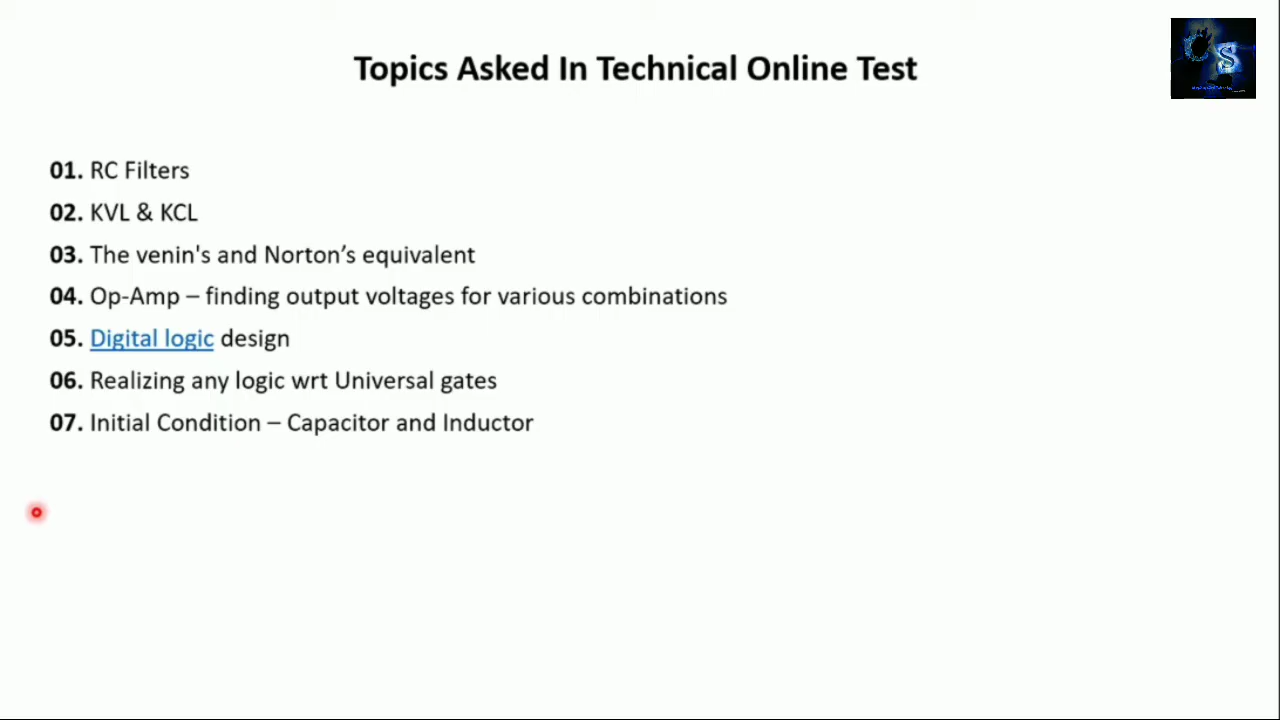 Topics Asked In Technical Online Test
01. RC Filters
02. KVL & KCL
03. The venin's and Norton’s equivalent
04. Op-Amp – finding output voltages for various combinations
05. Digital logic design
06. Realizing any logic wrt Universal gates
07. Initial Condition – Capacitor and Inductor